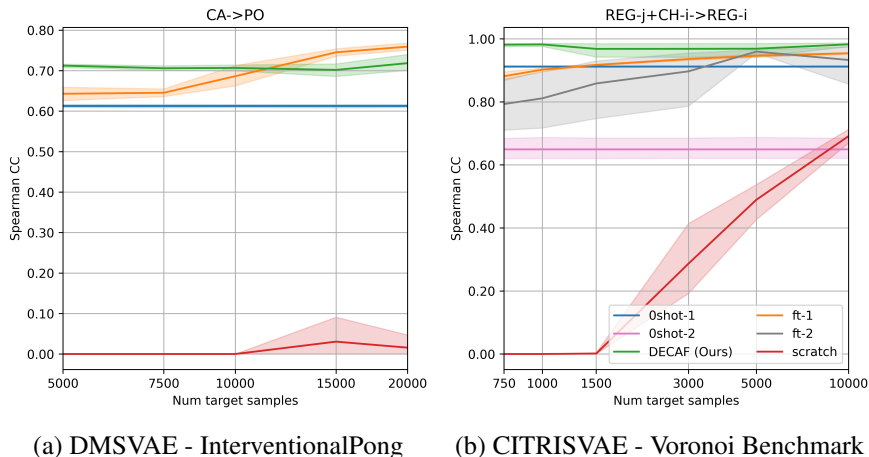 CA->PO
Spearman CC
0.80
0.70
0.60
0.50
0.40
0.30
0.20
0.10
0.00
5000 7500 10000 15000 20000
Num target samples
(a) DMSVAE - InterventionalPong
REG-j+CH-i->REG-i
Spearman CC
1.00
0.80
0.60
0.40
0.20
0.00
0shot-1
0shot-2
DECAF (Ours)
ft-1
ft-2
scratch
750 1000 1500 3000 5000 10000
Num target samples
(b) CITRISVAE - Voronoi Benchmark